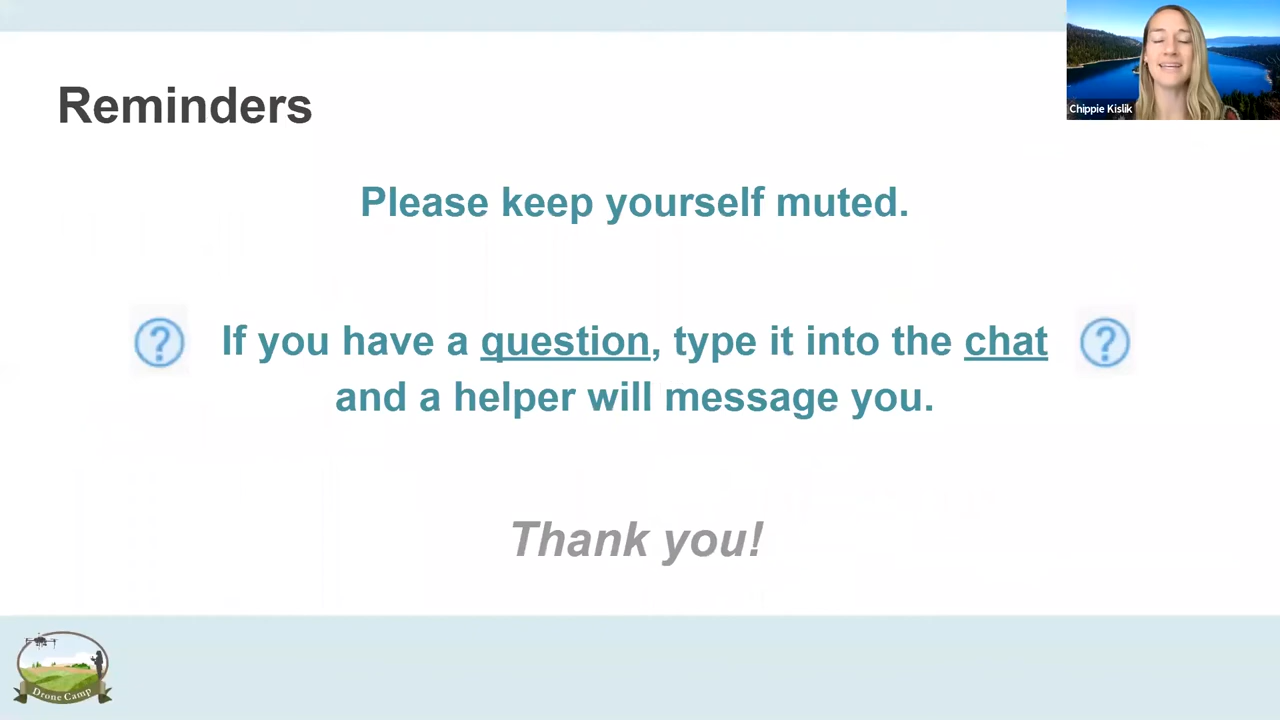 Reminders
Chippie Kislik
Please keep yourself muted.
If you have a question, type it into the chat
and a helper will message you.
Thank you!
Drone Camp